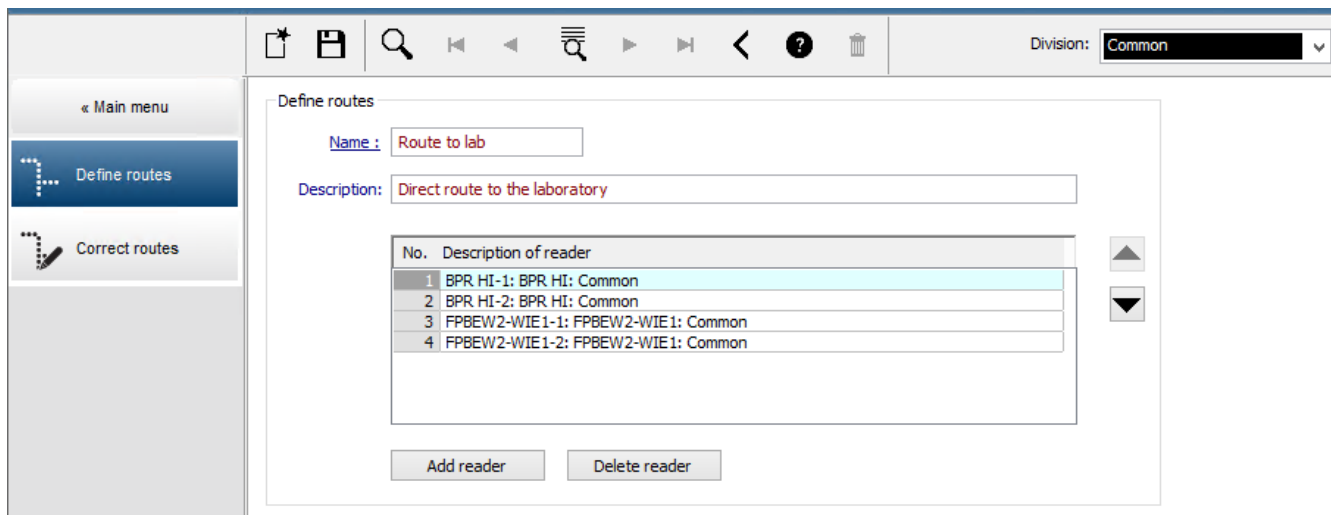 Division: Common
« Main menu
Define routes
Correct routes
Define routes
Name : Route to lab
Description: Direct route to the laboratory
No. Description of reader
1 BPR HI-1: BPR HI: Common
2 BPR HI-2: BPR HI: Common
3 FPBEW2-WIE1-1: FPBEW2-WIE1: Common
4 FPBEW2-WIE1-2: FPBEW2-WIE1: Common
Add reader Delete reader